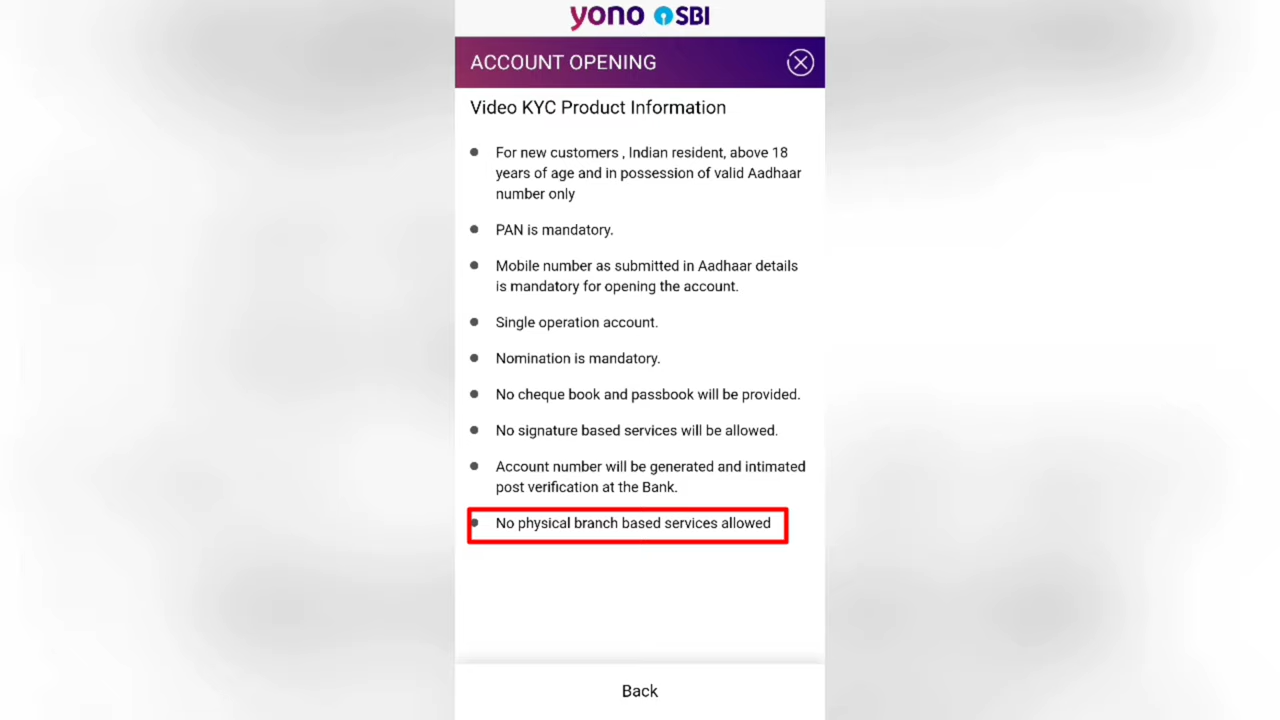 yono SBI
ACCOUNT OPENING
Video KYC Product Information
For new customers , Indian resident, above 18
years of age and in possession of valid Aadhaar
number only
PAN is mandatory.
Mobile number as submitted in Aadhaar details
is mandatory for opening the account.
Single operation account.
Nomination is mandatory.
No cheque book and passbook will be provided.
No signature based services will be allowed.
Account number will be generated and intimated
post verification at the Bank.
No physical branch based services allowed
Back